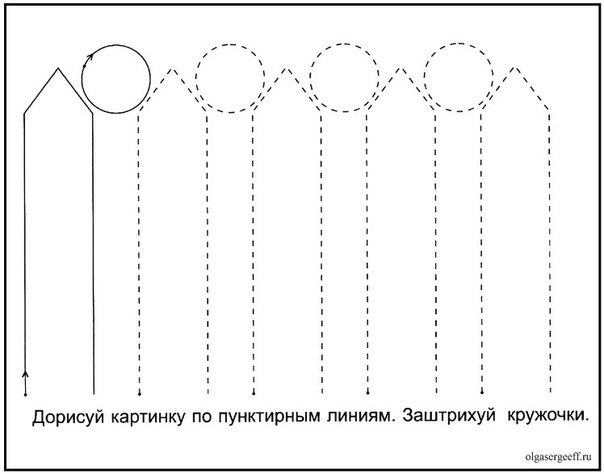 Дорисуй картинку по пунктирным линиям. Заштрихуй кружочки.
olgasergeeff.ru